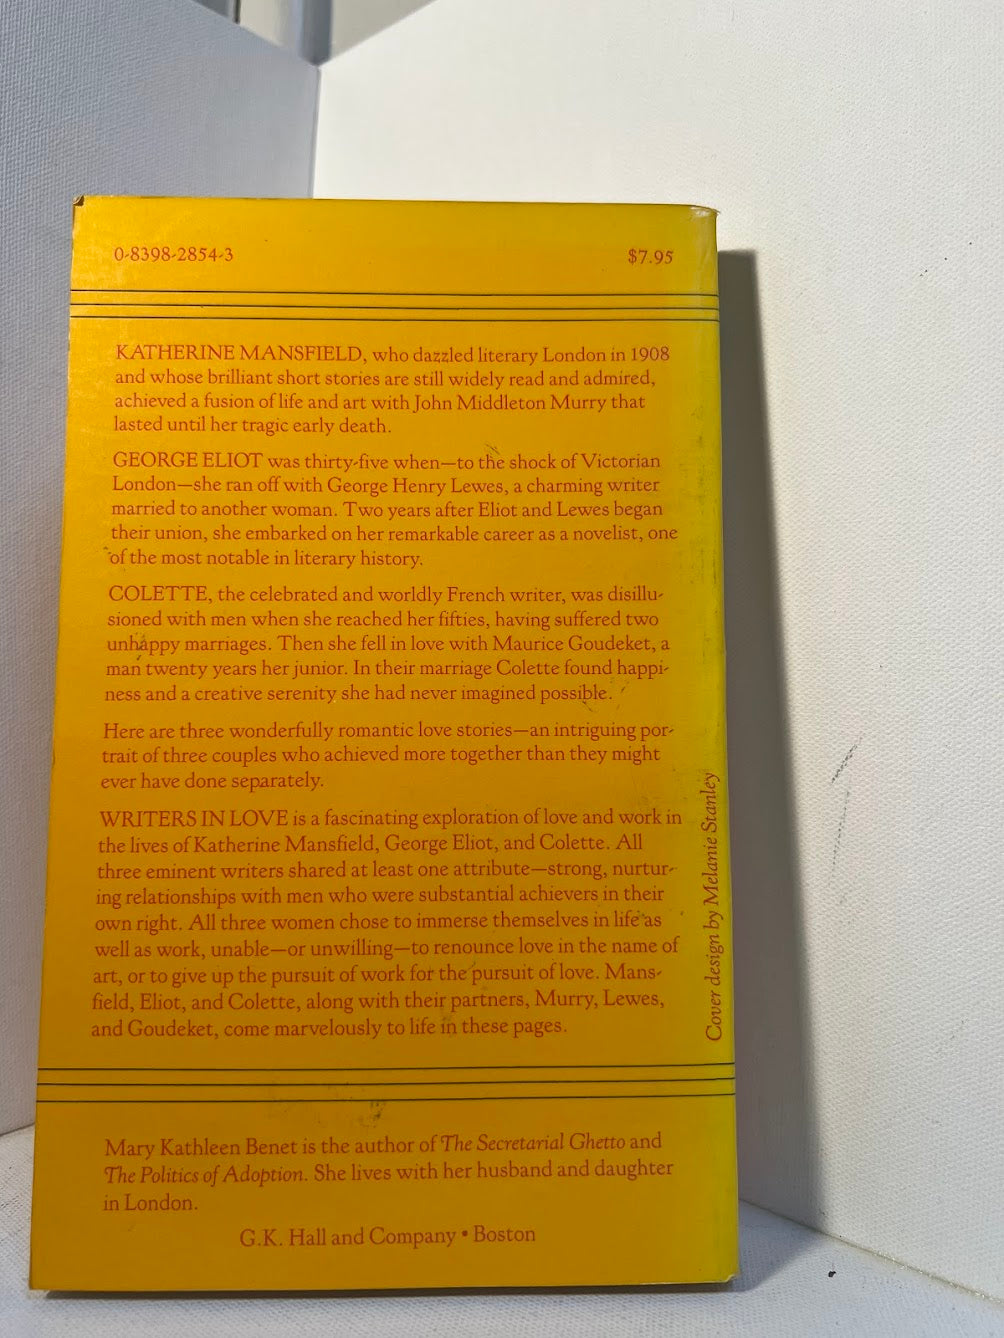 0-8398-2854-3 $7.95
KATHERINE MANSFIELD, who dazzled literary London in 1908
and whose brilliant short stories are still widely read and admired,
achieved a fusion of life and art with John Middleton Murry that
lasted until her tragic early death.
GEORGE ELIOT was thirty-five when—to the shock of Victorian
London—she ran off with George Henry Lewes, a charming writer
married to another woman. Two years after Eliot and Lewes began
their union, she embarked on her remarkable career as a novelist, one
of the most notable in literary history.
COLETTE, the celebrated and worldly French writer, was disillu-
sioned with men when she reached her fifties, having suffered two
unhappy marriages. Then she fell in love with Maurice Goudeket, a
man twenty years her junior. In their marriage Colette found happi-
ness and a creative serenity she had never imagined possible.
Here are three wonderfully romantic love stories—an intriguing por-
trait of three couples who achieved more together than they might
ever have done separately.
WRITERS IN LOVE is a fascinating exploration of love and work in
the lives of Katherine Mansfield, George Eliot, and Colette. All
three eminent writers shared at least one attribute—strong, nurtur-
ing relationships with men who were substantial achievers in their
own right. All three women chose to immerse themselves in life as
well as work, unable—or unwilling—to renounce love in the name of
art, or to give up the pursuit of work for the pursuit of love. Mans-
field, Eliot, and Colette, along with their partners, Murry, Lewes,
and Goudeket, come marvelously to life in these pages.
Cover design by Melanie Stanley
Mary Kathleen Benet is the author of The Secretarial Ghetto and
The Politics of Adoption. She lives with her husband and daughter
in London.
G.K. Hall and Company • Boston